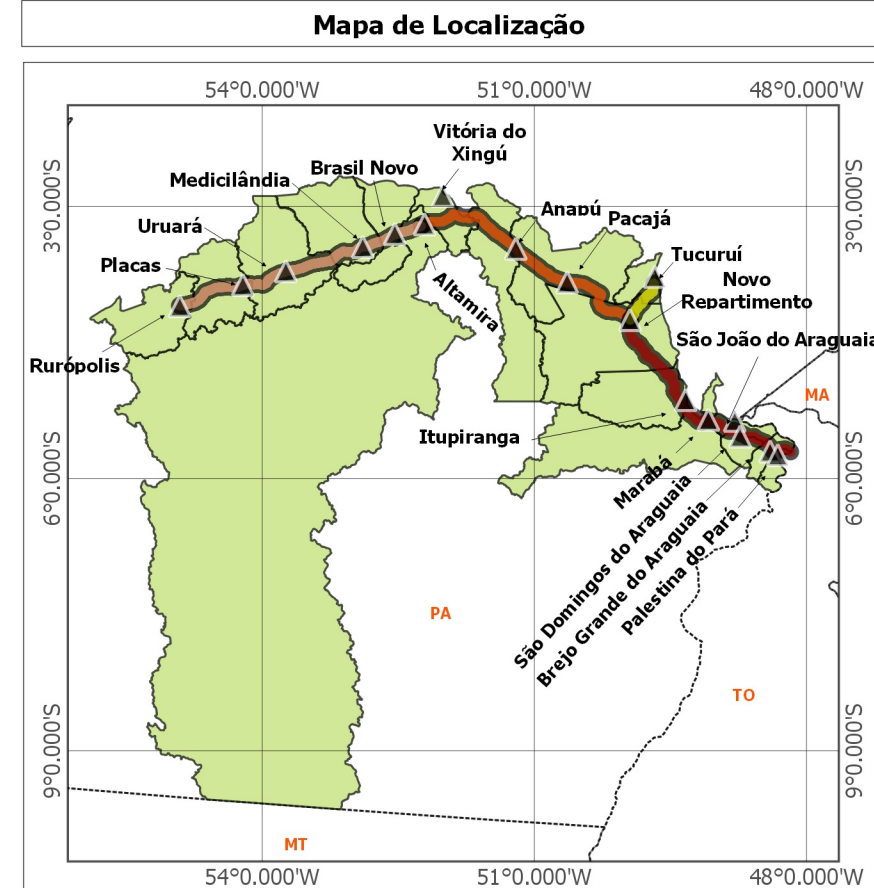 Mapa de Localização
54°0.000'W
51°0.000'W
48°0.000'W
Vitória do
Xingú
Brasil Novo
Medicilândia
3°0.000'S
3°0.000'S
Anapú
Pacajá
Uruará
Placas
Tucuruí
Novo
Repartimento
Altamira
São João do Araguaia
Rurópolis
MA
Itupiranga
Marabá
6°0.000'S
6°0.000'S
São Domingos do Araguaia
Brejo Grande do Araguaia
Palestina do Pará
PA
TO
9°0.000'S
9°0.000'S
MT
54°0.000'W
51°0.000'W
48°0.000'W